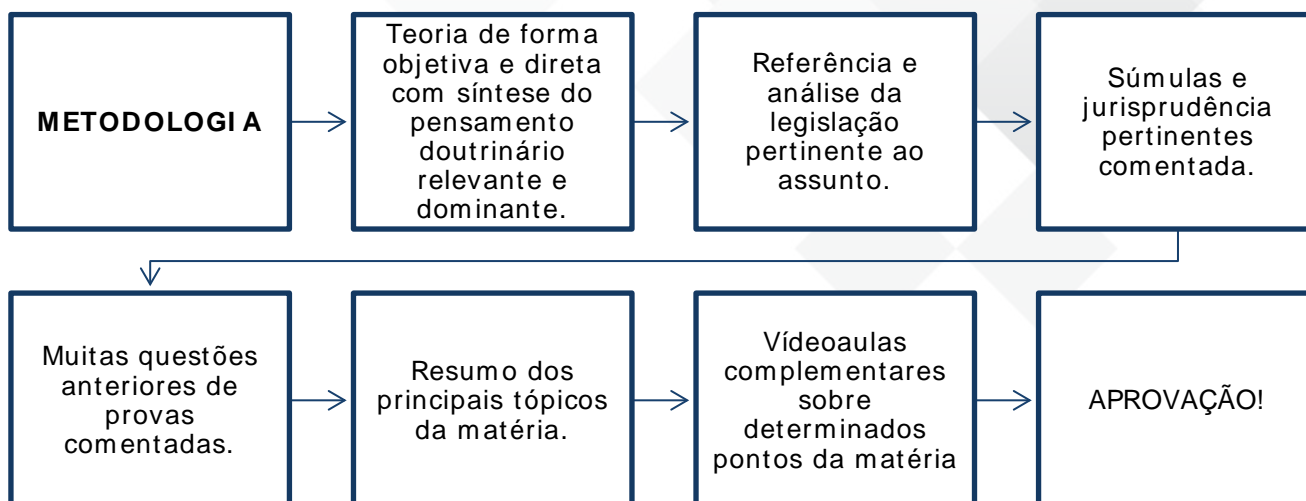 METODOLOGIA
Teoria de forma
objetiva e direta
com síntese do
pensamento
doutrinário
relevante e
dominante.
Referência e
análise da
legislação
pertinente ao
assunto.
Súmulas e
jurisprudência
pertinentes
comentada.
Muitas questões
anteriores de
provas
comentadas.
Resumo dos
principais tópicos
da matéria.
Vídeoaulas
complementares
sobre
determinados
pontos da matéria
APROVAÇÃO!